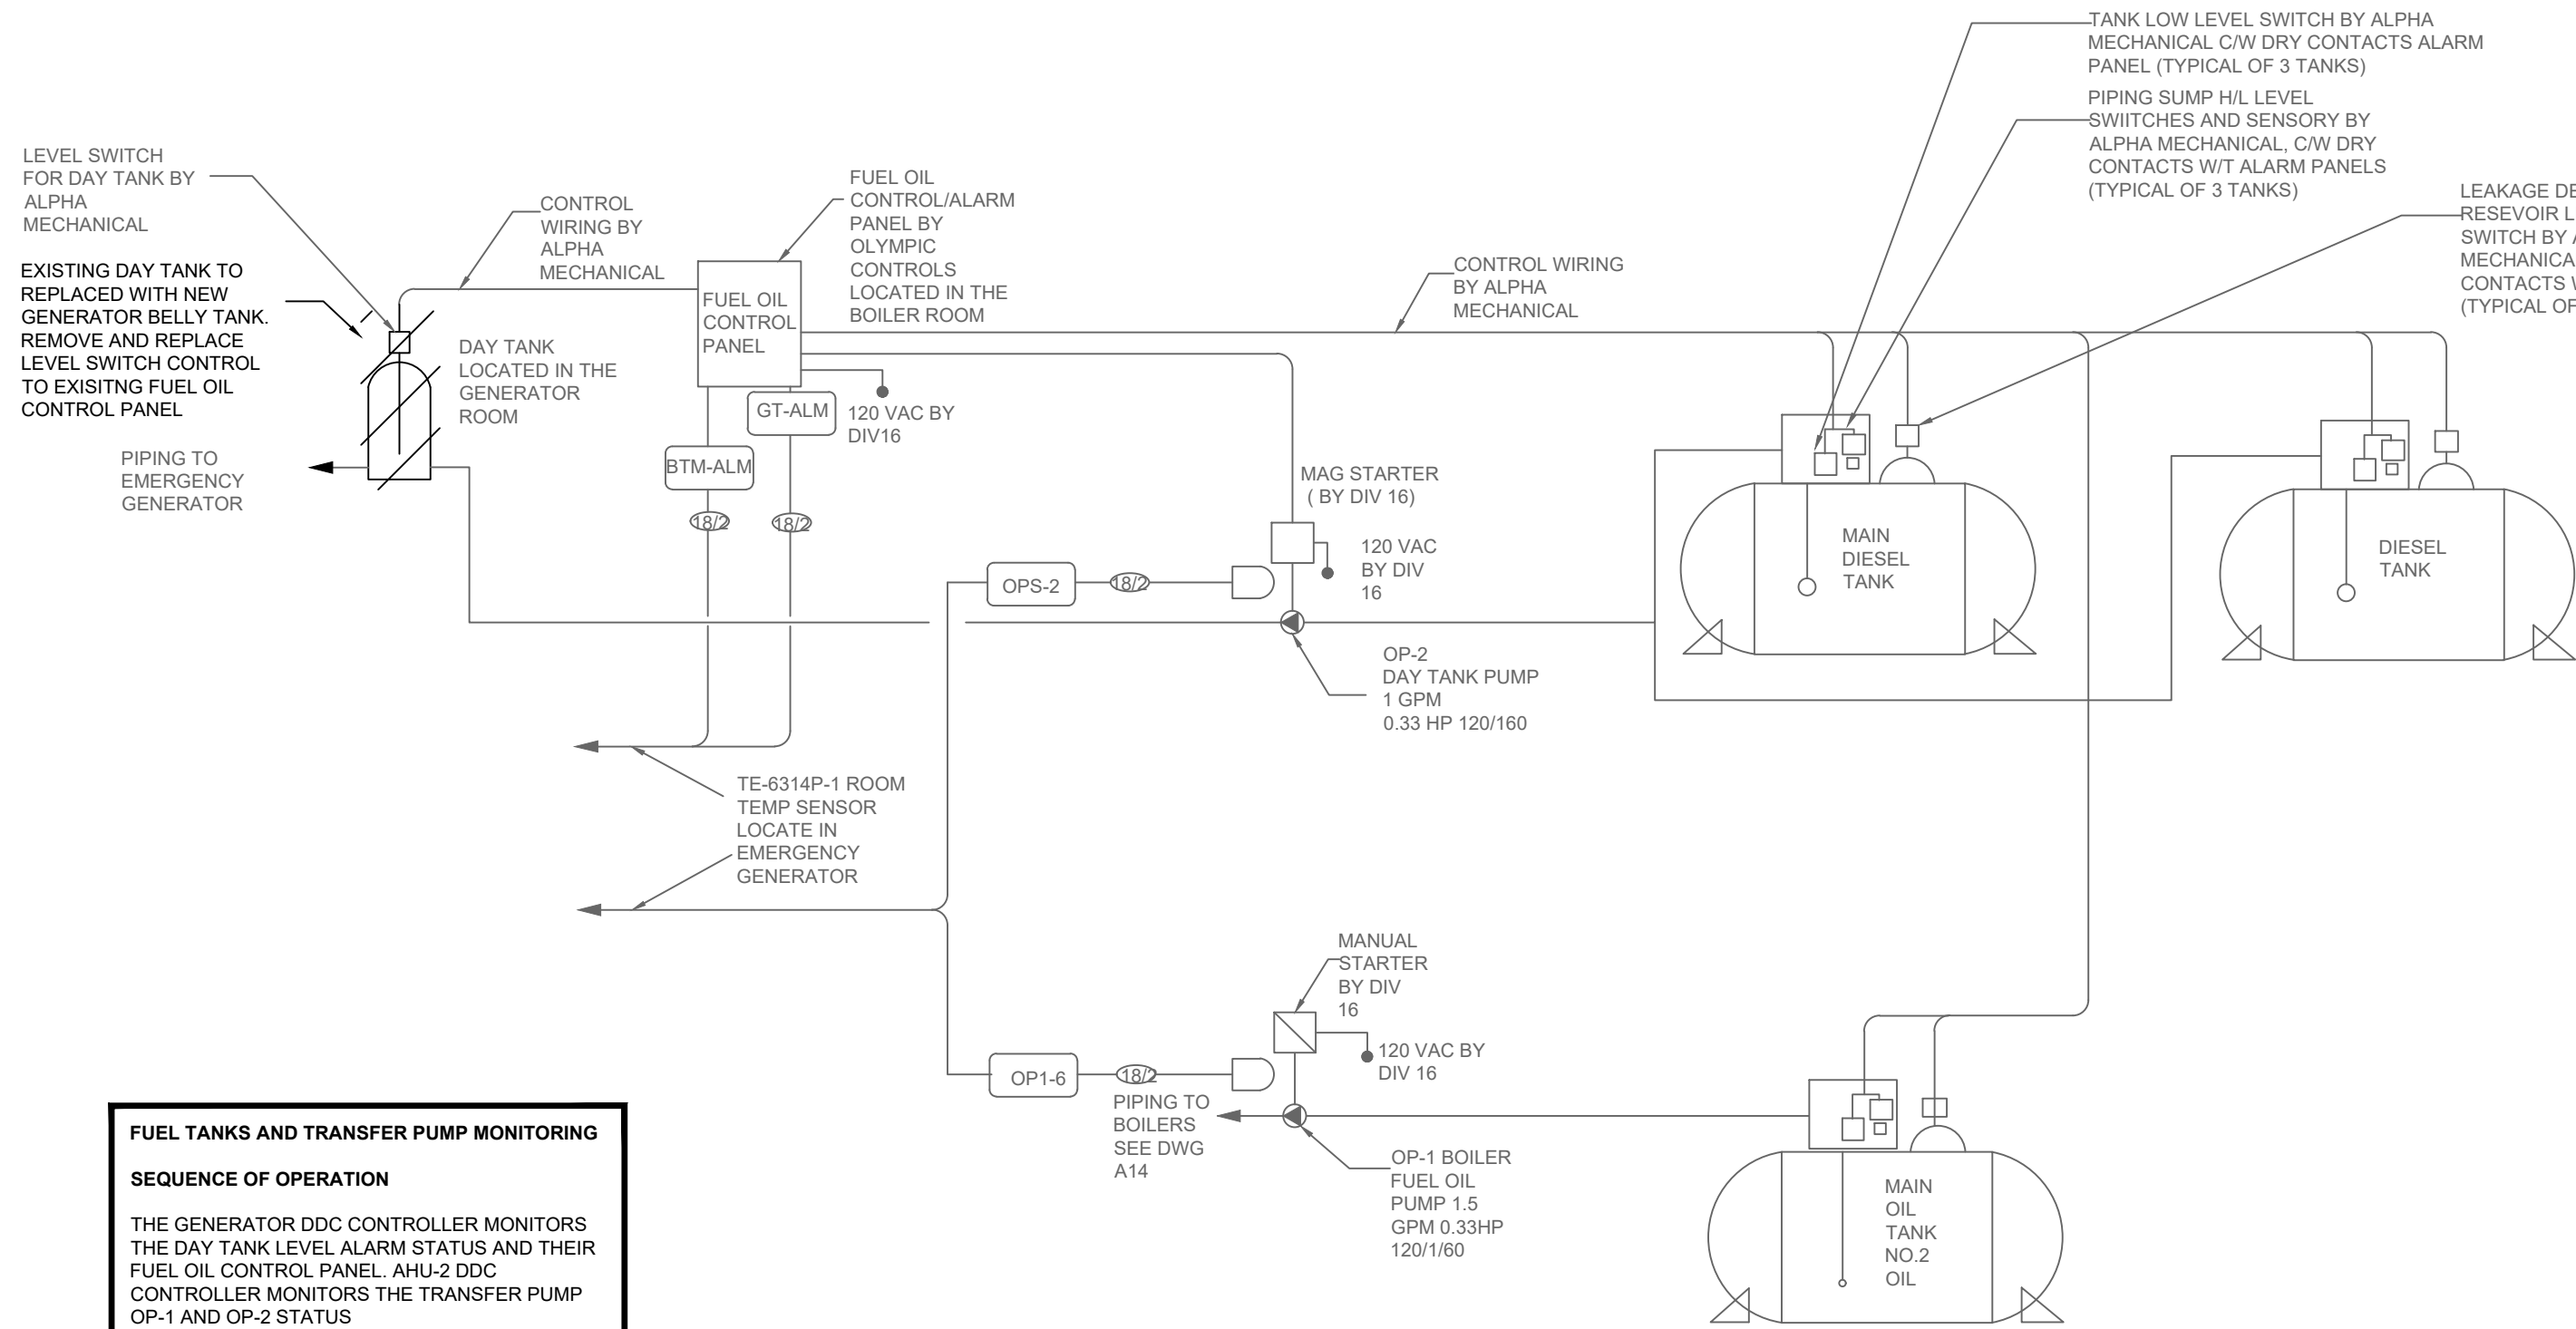 TANK LOW LEVEL SWITCH BY ALPHA
MECHANICAL C/W DRY CONTACTS ALARM
PANEL (TYPICAL OF 3 TANKS)
PIPING SUMP H/L LEVEL
SWIITCHES AND SENSORY BY
ALPHA MECHANICAL, C/W DRY
CONTACTS W/T ALARM PANELS
(TYPICAL OF 3 TANKS)
LEAKAGE
RESEVOIR
SWITCH BY
CONTACTS
(TYPICAL
LEVEL SWITCH
FOR DAY TANK BY
ALPHA
MECHANICAL
EXISTING DAY TANK TO
REPLACED WITH NEW
GENERATOR BELLY TANK.
REMOVE AND REPLACE
LEVEL SWITCH CONTROL
TO EXISITNG FUEL OIL
CONTROL PANEL
CONTROL
WIRING BY
ALPHA
MECHANICAL
FUEL OIL
CONTROL/ALARM
PANEL BY
OLYMPIC
CONTROLS
LOCATED IN THE
BOILER ROOM
CONTROL WIRING
BY ALPHA
MECHANICAL
FUEL OIL
CONTROL
PANEL
DAY TANK
LOCATED IN THE
GENERATOR
ROOM
GT-ALM
120 VAC BY
DIV16
BTM-ALM
PIPING TO
EMERGENCY
GENERATOR
18/2
18/2
MAG STARTER
( BY DIV 16)
120 VAC
BY DIV
16
OPS-2
18/2
MAIN
DIESEL
TANK
DIESEL
TANK
OP-2
DAY TANK PUMP
1 GPM
0.33 HP 120/160
TE-6314P-1 ROOM
TEMP SENSOR
LOCATE IN
EMERGENCY
GENERATOR
MANUAL
STARTER
BY DIV
16
120 VAC BY
DIV 16
OP1-6
18/2
PIPING TO
BOILERS
SEE DWG
A14
OP-1 BOILER
FUEL OIL
PUMP 1.5
GPM 0.33HP
120/1/60
MAIN
OIL
TANK
NO.2
OIL
FUEL TANKS AND TRANSFER PUMP MONITORING
SEQUENCE OF OPERATION
THE GENERATOR DDC CONTROLLER MONITORS
THE DAY TANK LEVEL ALARM STATUS AND THEIR
FUEL OIL CONTROL PANEL. AHU-2 DDC
CONTROLLER MONITORS THE TRANSFER PUMP
OP-1 AND OP-2 STATUS